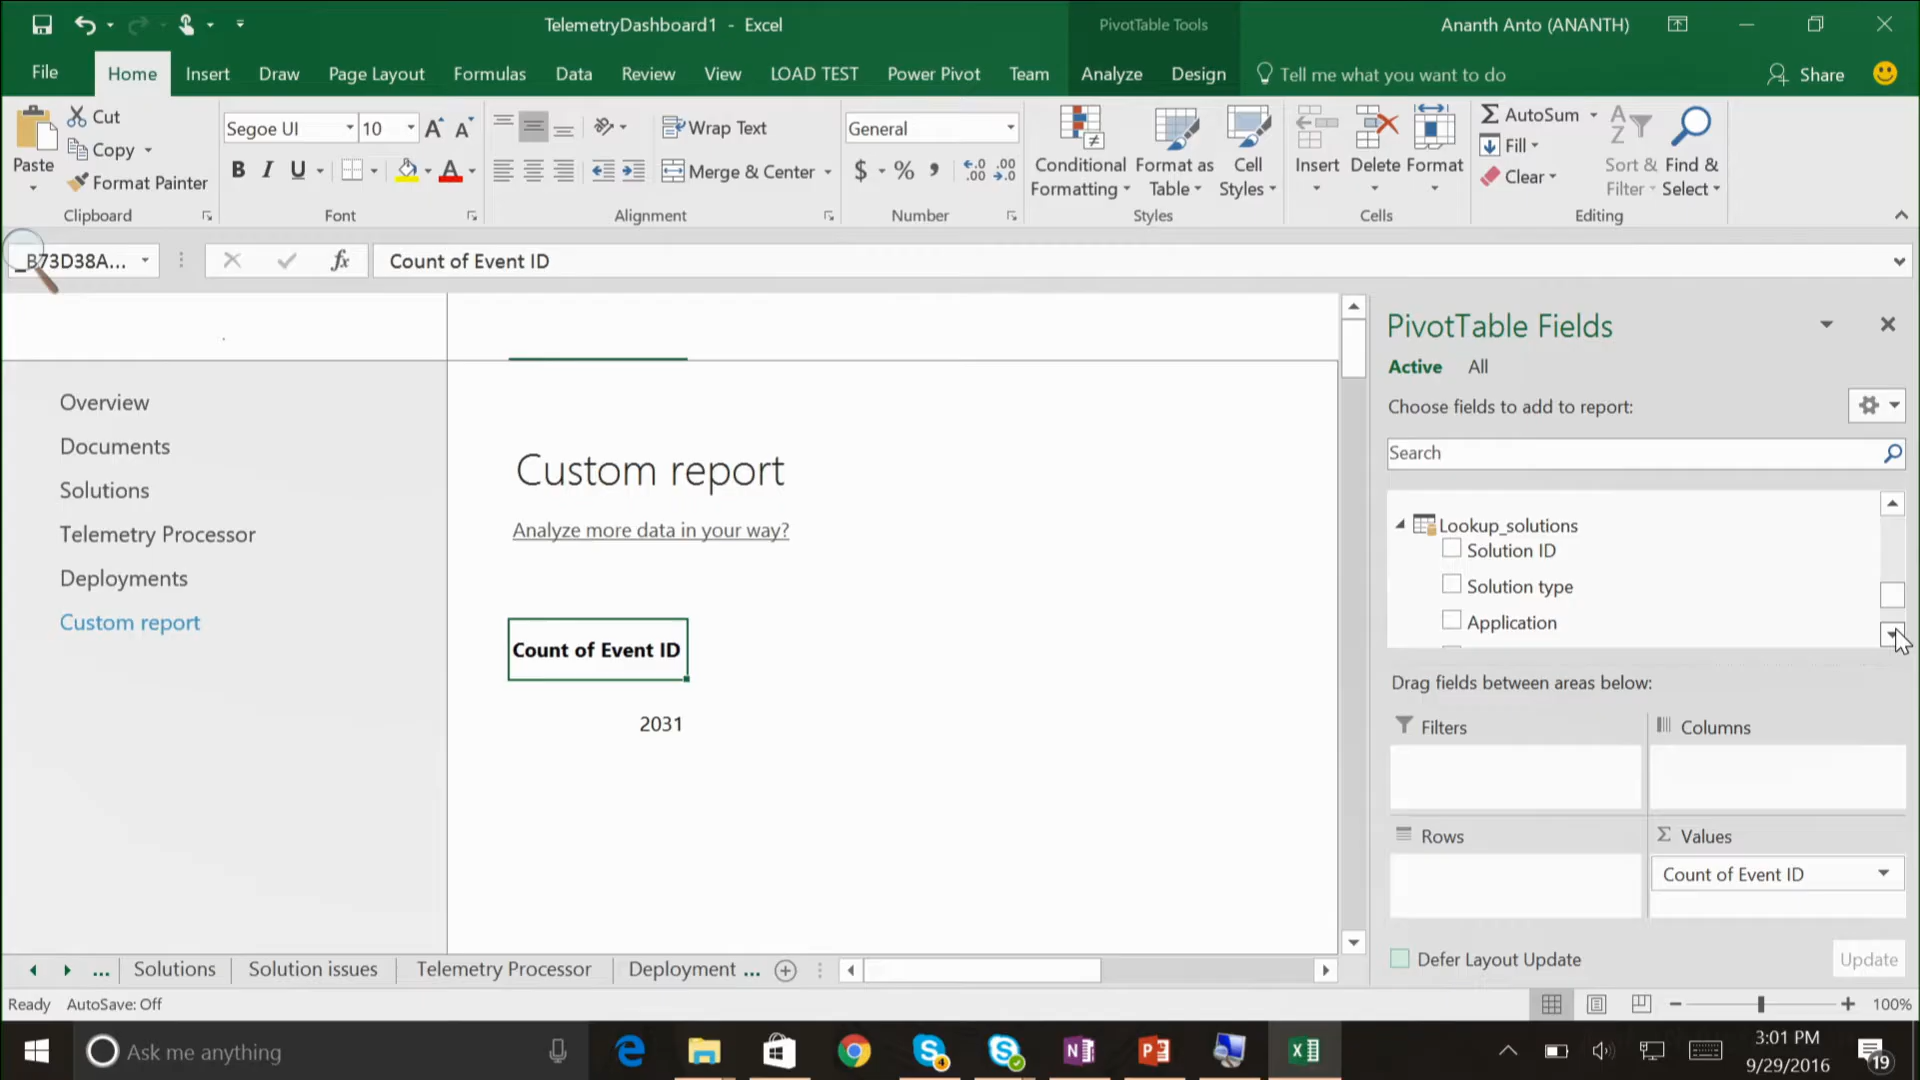 TelemetryDashboard1 - Excel
PivotTable Tools
Ananth Anto (ANANTH)
File Home Insert Draw Page Layout Formulas Data Review View LOAD TEST Power Pivot Team Analyze Design Tell me what you want to do Share
Paste
Cut
Copy
Format Painter
Clipboard
Segoe UI 10
B I U
Font
Wrap Text
Merge & Center
Alignment
General
$ % ,
Number
Conditional Formatting
Format as Table
Cell Styles
Styles
Insert
Delete
Format
Cells
AutoSum
Fill
Clear
Sort & Filter
Find & Select
Editing
_B73D38A... fx Count of Event ID
Overview
Documents
Solutions
Telemetry Processor
Deployments
Custom report
Custom report
Analyze more data in your way?
Count of Event ID
2031
PivotTable Fields
Active All
Choose fields to add to report:
Search
Lookup_solutions
Solution ID
Solution type
Application
Drag fields between areas below:
Filters
Columns
Rows
Values
Count of Event ID
Defer Layout Update
Update
... Solutions Solution issues Telemetry Processor Deployment ...
Ready AutoSave: Off
100%
Ask me anything
3:01 PM
9/29/2016
4
19